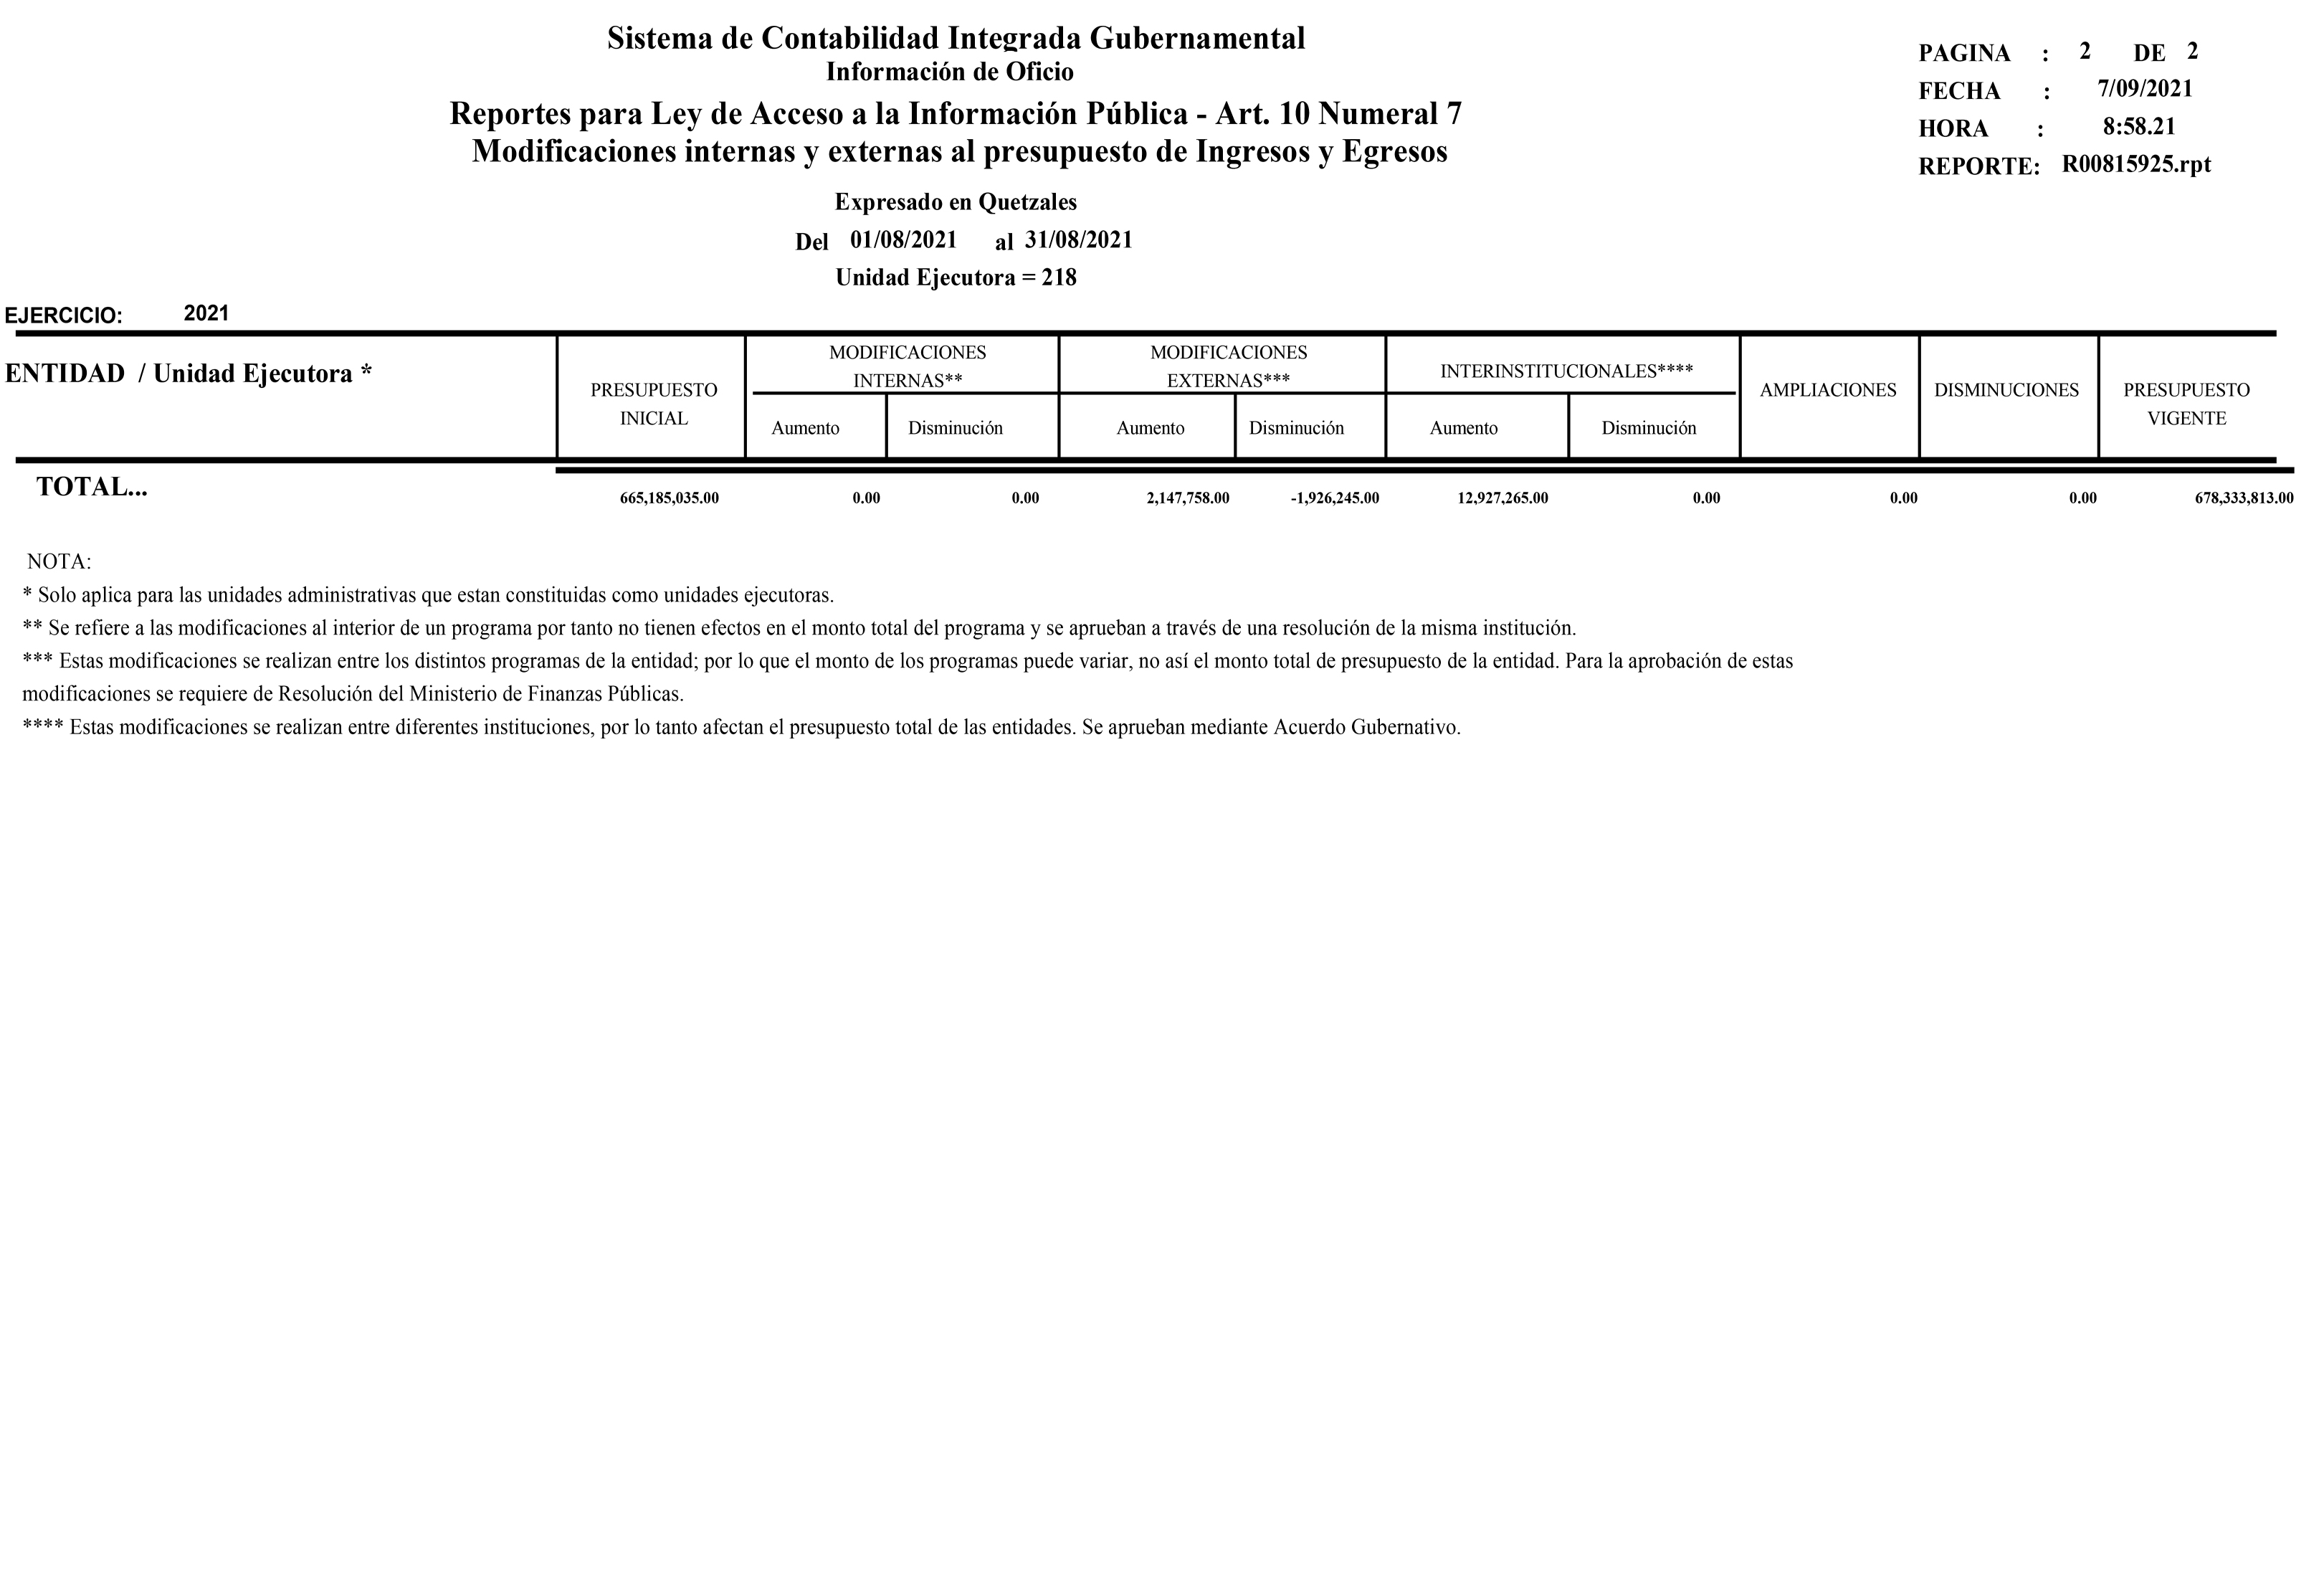 Sistema de Contabilidad Integrada Gubernamental
Información de Oficio
Reportes para Ley de Acceso a la Información Pública - Art. 10 Numeral 7
Modificaciones internas y externas al presupuesto de Ingresos y Egresos
PAGINA : 2 DE 2
FECHA : 7/09/2021
HORA : 8:58.21
REPORTE: R00815925.rpt
Expresado en Quetzales
Del 01/08/2021 al 31/08/2021
Unidad Ejecutora = 218
EJERCICIO: 2021
ENTIDAD / Unidad Ejecutora *
PRESUPUESTO
INICIAL
MODIFICACIONES
INTERNAS**
Aumento Disminución
MODIFICACIONES
EXTERNAS***
Aumento Disminución
INTERINSTITUCIONALES****
Aumento Disminución
AMPLIACIONES
DISMINUCIONES
PRESUPUESTO
VIGENTE
TOTAL... 665,185,035.00 0.00 0.00 2,147,758.00 -1,926,245.00 12,927,265.00 0.00 0.00 0.00 678,333,813.00
NOTA:
* Solo aplica para las unidades administrativas que estan constituidas como unidades ejecutoras.
** Se refiere a las modificaciones al interior de un programa por tanto no tienen efectos en el monto total del programa y se aprueban a través de una resolución de la misma institución.
*** Estas modificaciones se realizan entre los distintos programas de la entidad; por lo que el monto de los programas puede variar, no así el monto total de presupuesto de la entidad. Para la aprobación de estas
modificaciones se requiere de Resolución del Ministerio de Finanzas Públicas.
**** Estas modificaciones se realizan entre diferentes instituciones, por lo tanto afectan el presupuesto total de las entidades. Se aprueban mediante Acuerdo Gubernativo.